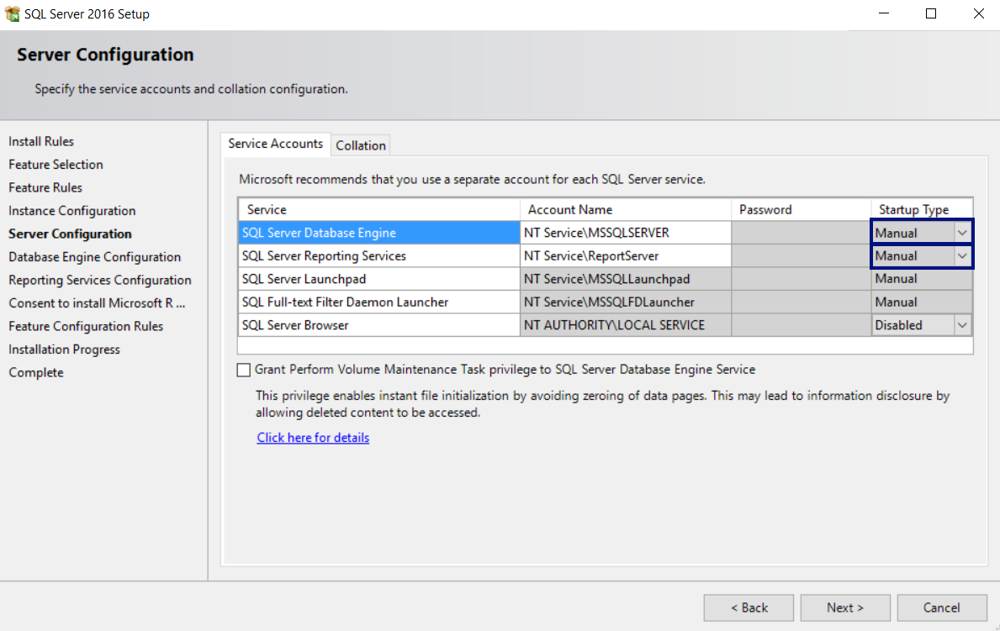 SQL Server 2016 Setup
Server Configuration
Specify the service accounts and collation configuration.
Install Rules
Feature Selection
Feature Rules
Instance Configuration
Server Configuration
Database Engine Configuration
Reporting Services Configuration
Consent to install Microsoft R ...
Feature Configuration Rules
Installation Progress
Complete
Service Accounts Collation
Microsoft recommends that you use a separate account for each SQL Server service.
Service Account Name Password Startup Type
SQL Server Database Engine NT Service\MSSQLSERVER Manual
SQL Server Reporting Services NT Service\ReportServer Manual
SQL Server Launchpad NT Service\MSSQLLaunchpad Manual
SQL Full-text Filter Daemon Launcher NT Service\MSSQLFDLauncher Manual
SQL Server Browser NT AUTHORITY\LOCAL SERVICE Disabled
Grant Perform Volume Maintenance Task privilege to SQL Server Database Engine Service
This privilege enables instant file initialization by avoiding zeroing of data pages. This may lead to information disclosure by
allowing deleted content to be accessed.
Click here for details
< Back Next > Cancel